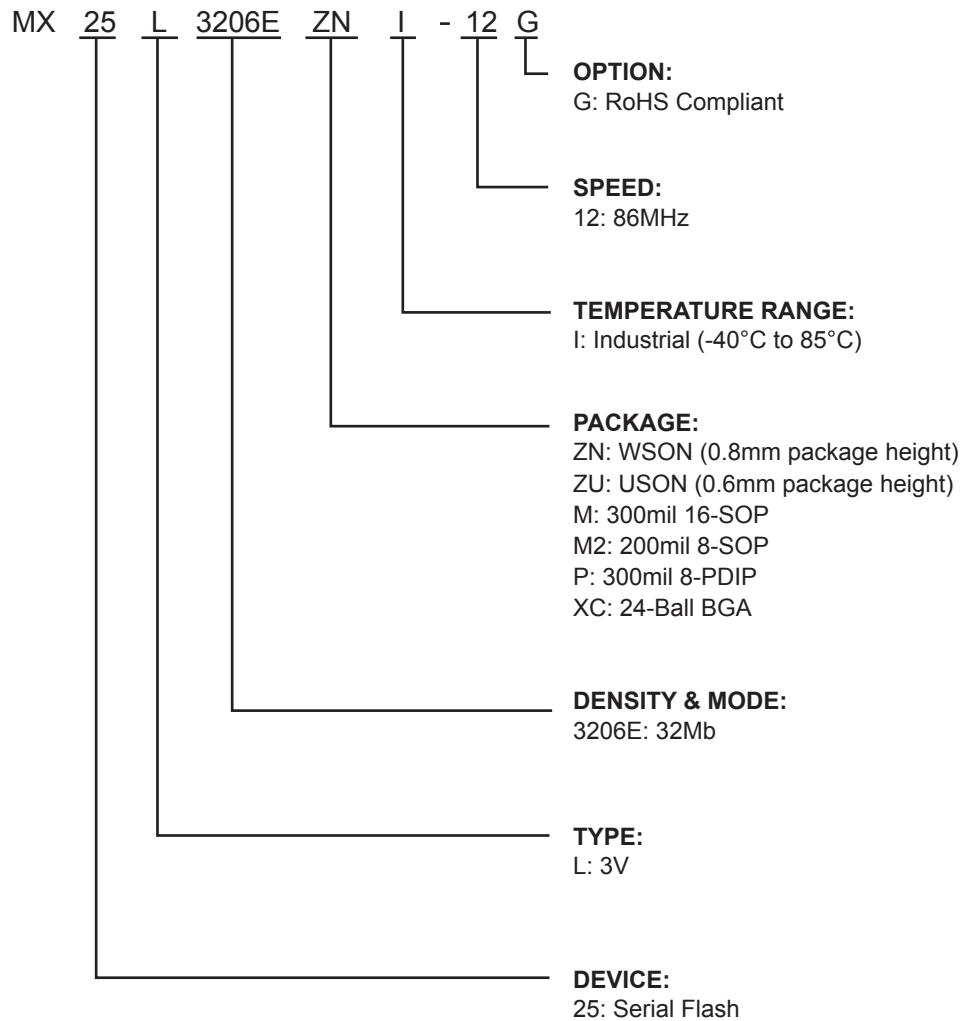 MX 25 L 3206E ZN I - 12 G
OPTION:
G: RoHS Compliant
SPEED:
12: 86MHz
TEMPERATURE RANGE:
I: Industrial (-40°C to 85°C)
PACKAGE:
ZN: WSON (0.8mm package height)
ZU: USON (0.6mm package height)
M: 300mil 16-SOP
M2: 200mil 8-SOP
P: 300mil 8-PDIP
XC: 24-Ball BGA
DENSITY & MODE:
3206E: 32Mb
TYPE:
L: 3V
DEVICE:
25: Serial Flash